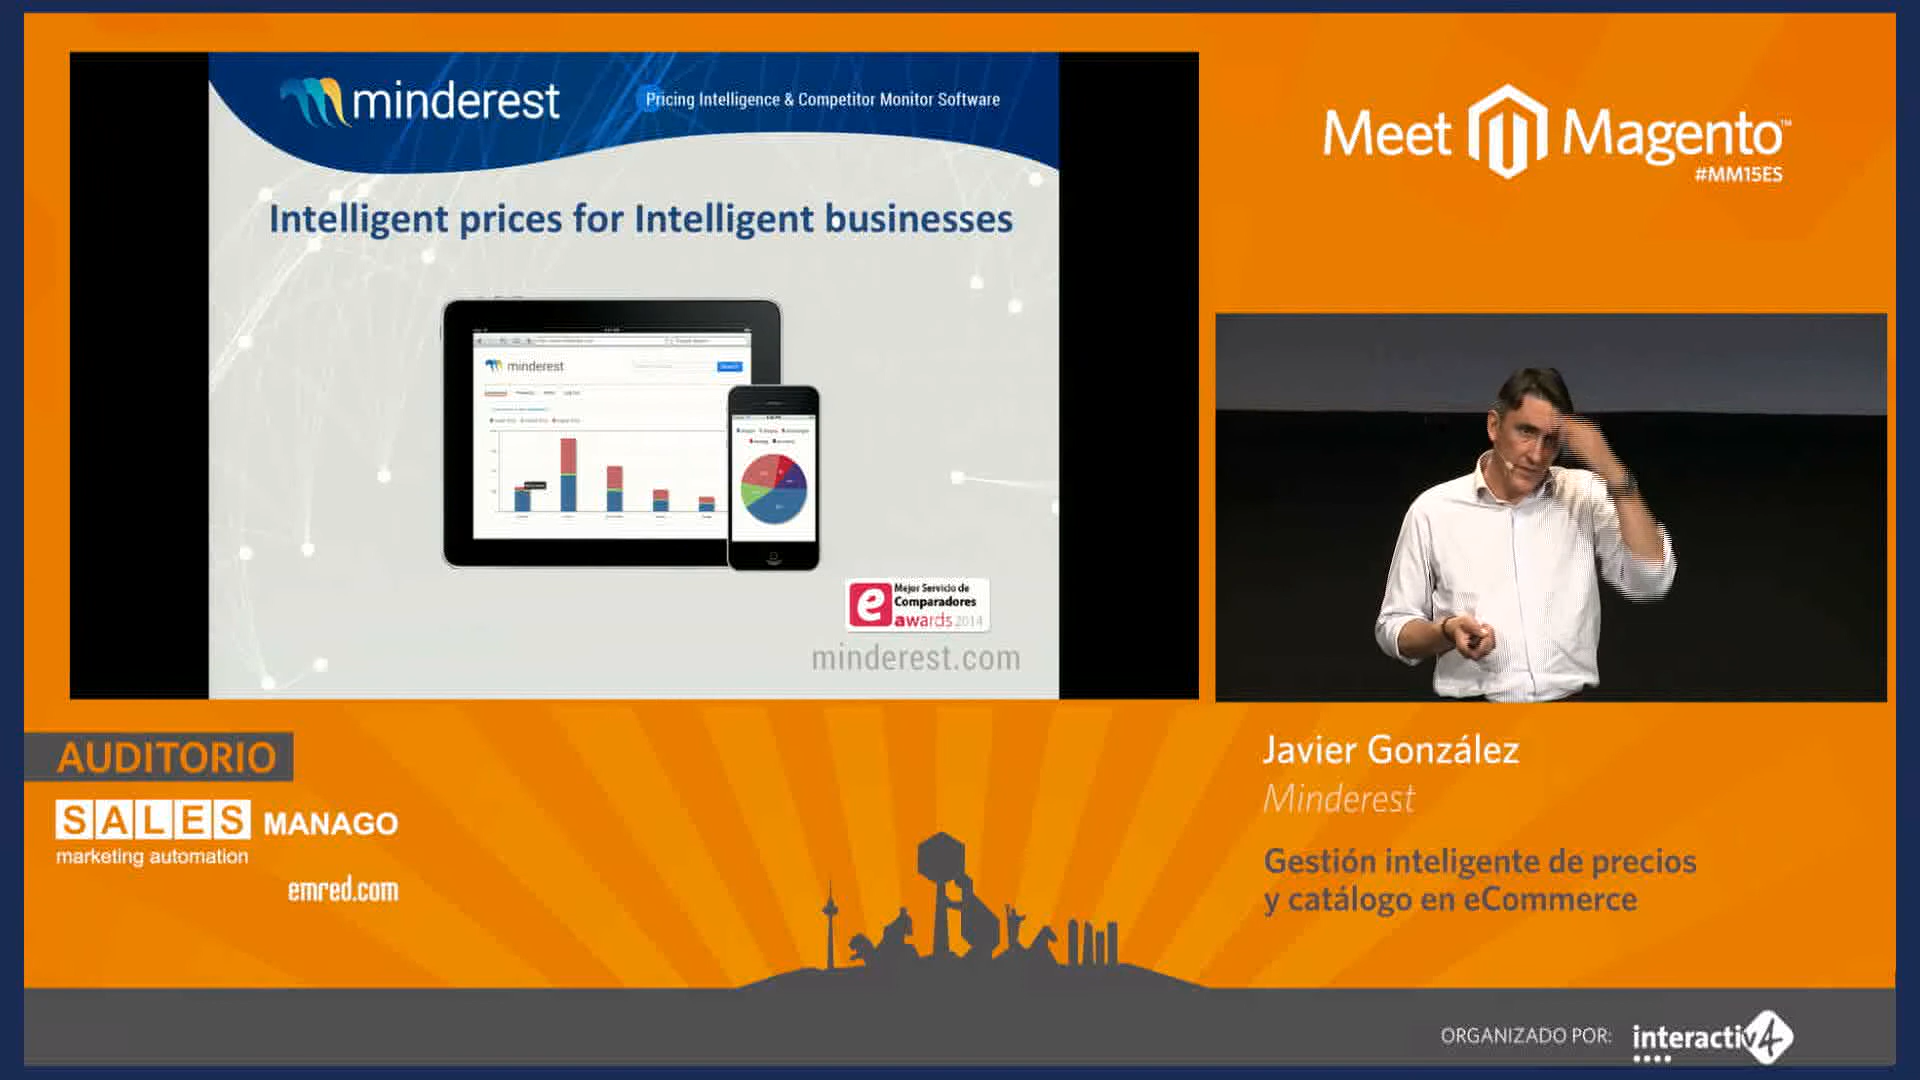 minderest
Pricing Intelligence & Competitor Monitor Software
Intelligent prices for Intelligent businesses
minderest
Mejor Servicio de
Comparadores
awards 2014
minderest.com
Meet Magento™
#MM15ES
AUDITORIO
SALES MANAGO
marketing automation
emred.com
Javier González
Minderest
Gestión inteligente de precios
y catálogo en eCommerce
ORGANIZADO POR: interactiv4